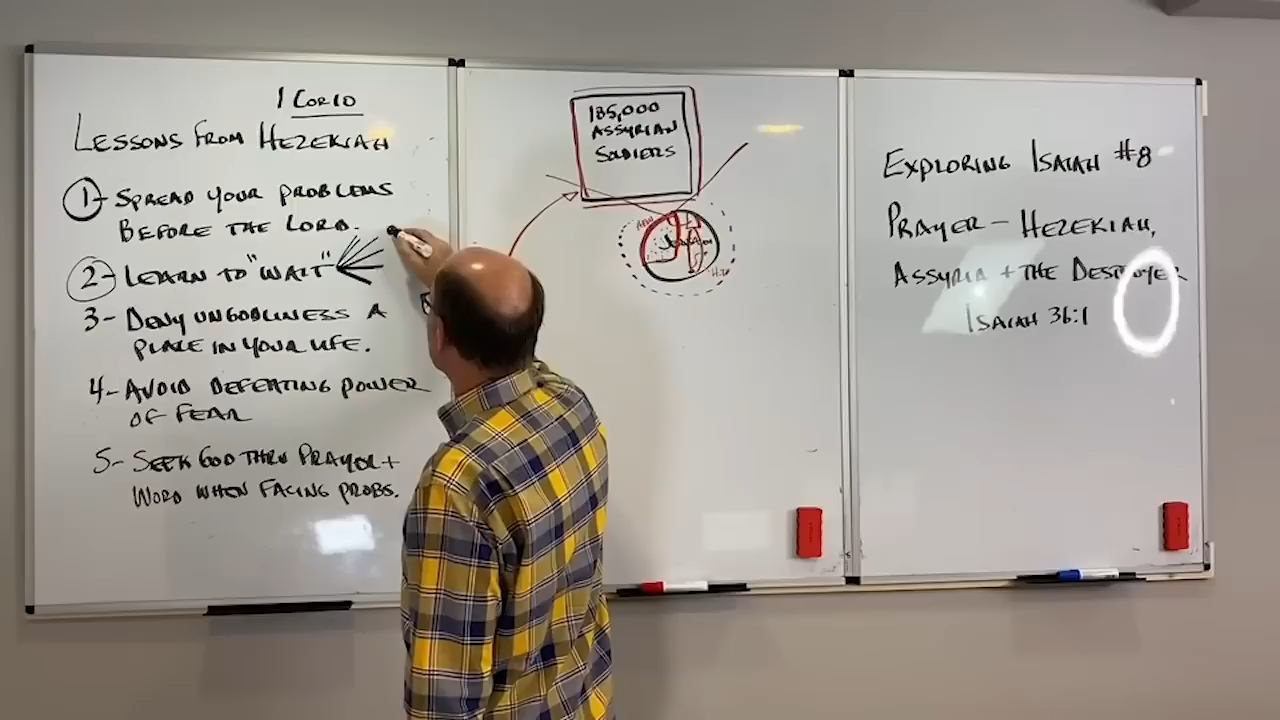 1 COR 10
LESSONS FROM HEZEKIAH
1- SPREAD YOUR PROBLEMS
BEFORE THE LORD.
2- LEARN TO "WAIT"
3- DENY UNGODLINESS A
PLACE IN YOUR LIFE.
4- AVOID DEFEATING POWER
OF FEAR
5- SEEK GOD THRU PRAYER +
WORD WHEN FACING PROBS.
185,000
ASSYRIAN
SOLDIERS
EXPLORING ISAIAH #8
PRAYER - HEZEKIAH,
ASSYRIA + THE DESTROYER
ISAIAH 36:1